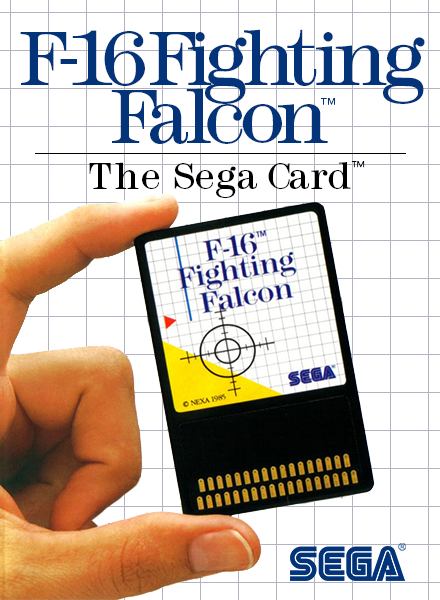 F-16 Fighting
Falcon™
The Sega Card™
F-16™
Fighting
Falcon
SEGA®
© NEXA 1985
SEGA®